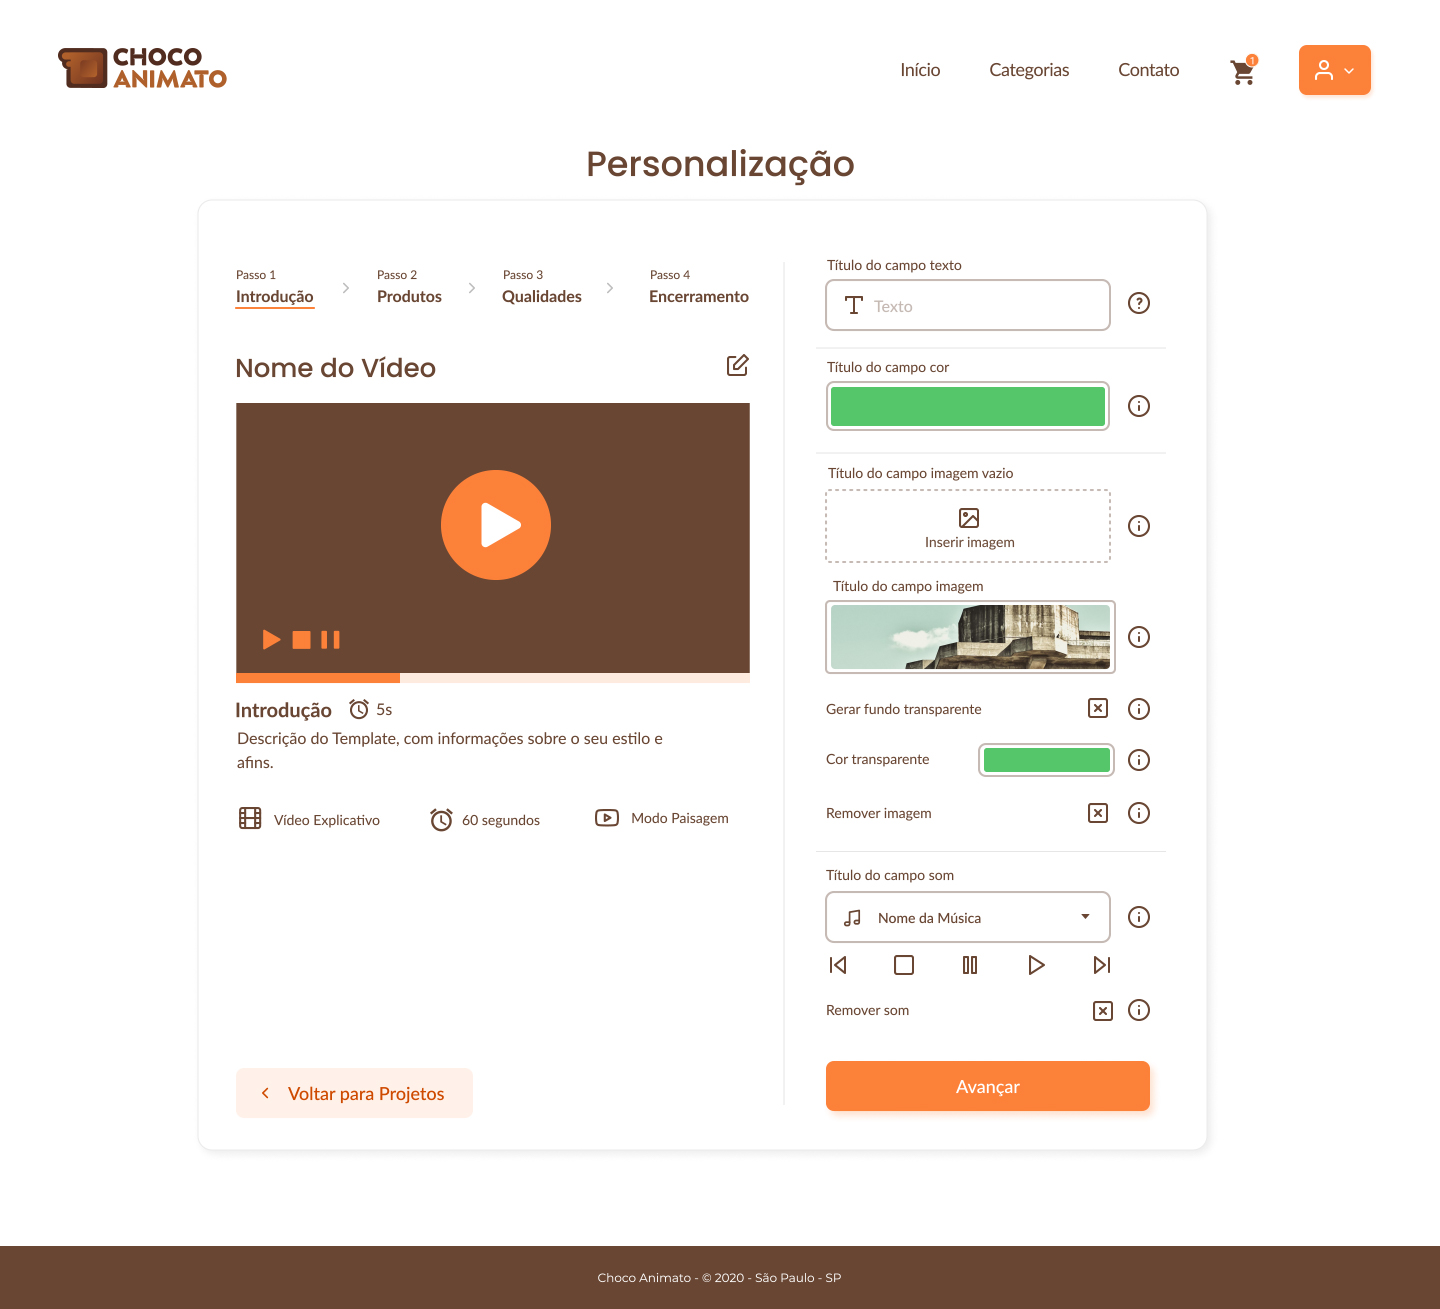 CHOCO
ANIMATO
Início
Categorias
Contato
1
Personalização
Passo 1
Introdução
Passo 2
Produtos
Passo 3
Qualidades
Passo 4
Encerramento
Nome do Vídeo
Introdução
5s
Descrição do Template, com informações sobre o seu estilo e
afins.
Vídeo Explicativo
60 segundos
Modo Paisagem
Voltar para Projetos
Título do campo texto
Texto
Título do campo cor
Título do campo imagem vazio
Inserir imagem
Título do campo imagem
Gerar fundo transparente
Cor transparente
Remover imagem
Título do campo som
Nome da Música
Remover som
Avançar
Choco Animato - © 2020 - São Paulo - SP